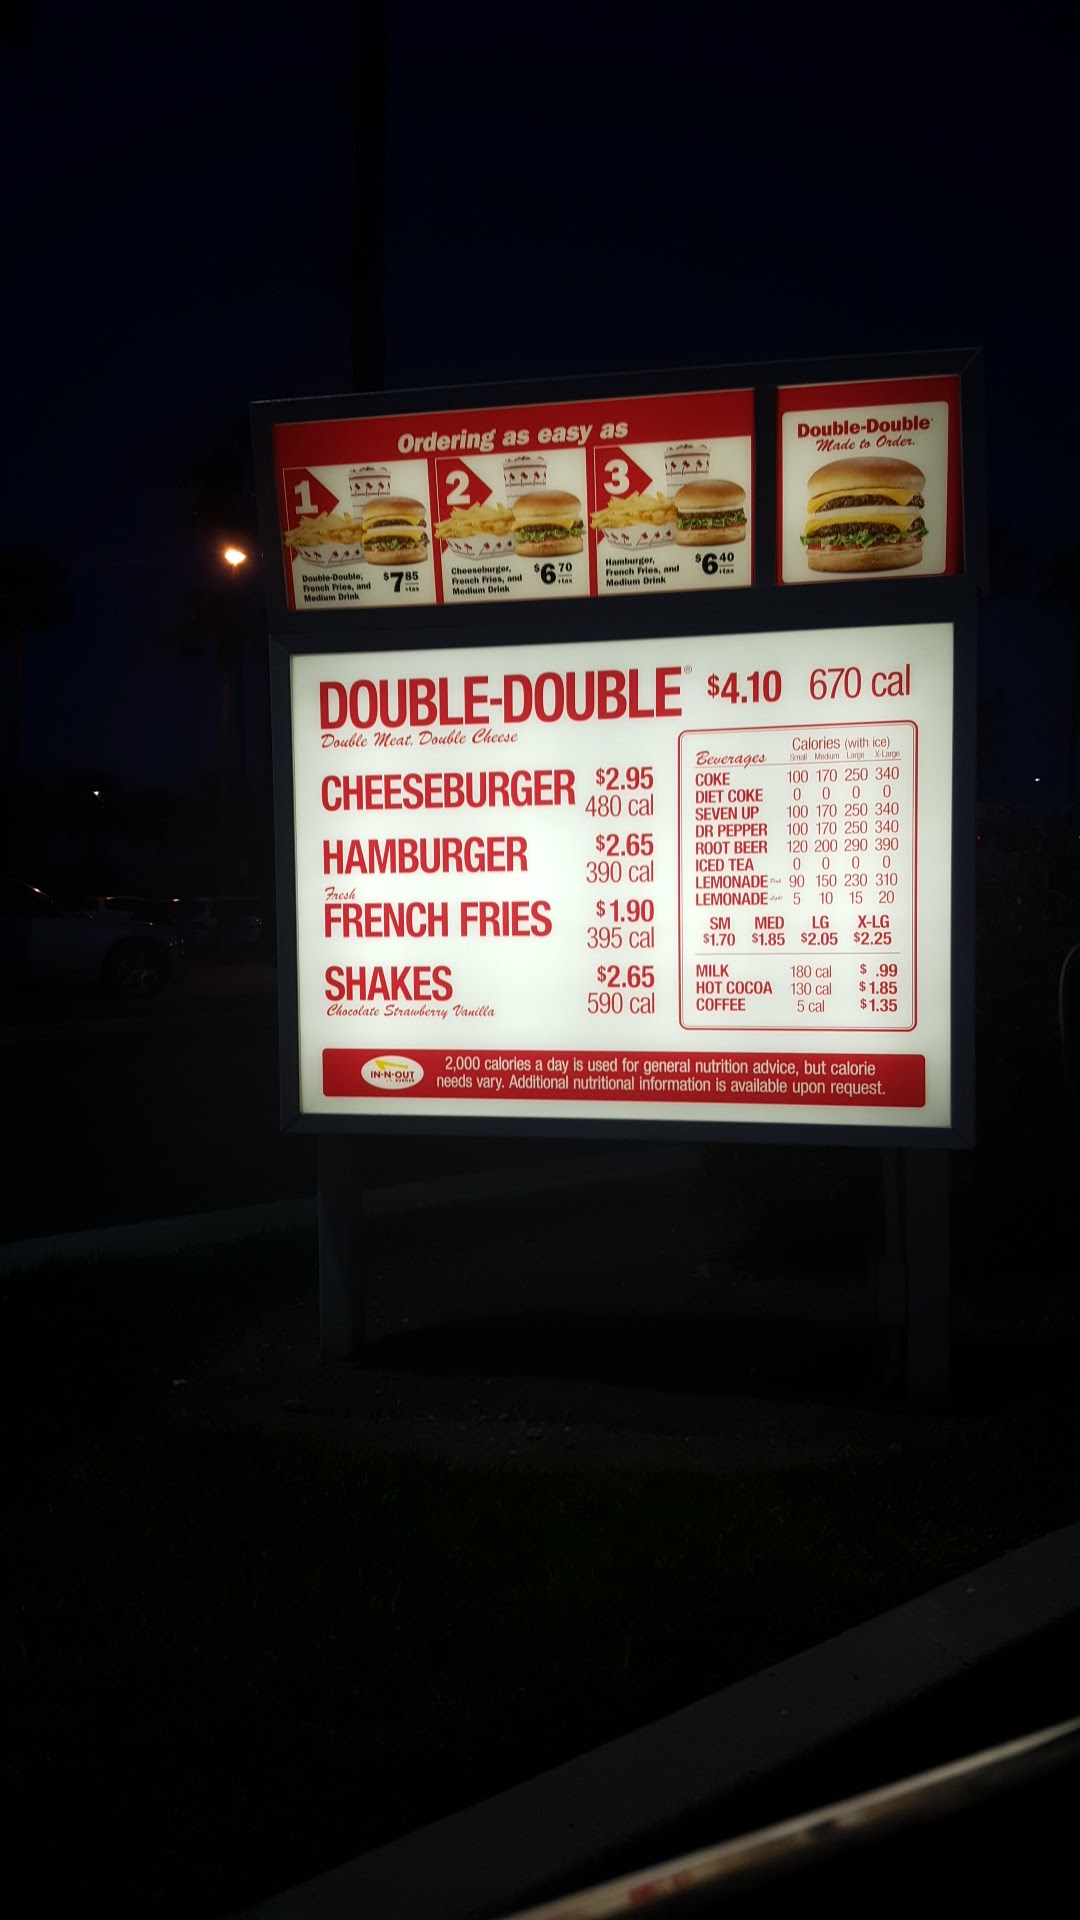 Ordering as easy as
1
Double-Double,
French Fries, and
Medium Drink
$7 85
+tax
2
Cheeseburger,
French Fries, and
Medium Drink
$6 70
+tax
3
Hamburger,
French Fries, and
Medium Drink
$6 40
+tax
Double-Double
Made to Order.
DOUBLE-DOUBLE® $4.10 670 cal
Double Meat, Double Cheese
CHEESEBURGER $2.95
480 cal
HAMBURGER $2.65
390 cal
Fresh
FRENCH FRIES $1.90
395 cal
SHAKES $2.65
Chocolate Strawberry Vanilla 590 cal
Calories (with ice)
Beverages Small Medium Large X-Large
COKE 100 170 250 340
DIET COKE 0 0 0 0
SEVEN UP 100 170 250 340
DR PEPPER 100 170 250 340
ROOT BEER 120 200 290 390
ICED TEA 0 0 0 0
LEMONADE 90 150 230 310
LEMONADE 5 10 15 20
SM MED LG X-LG
$1.70 $1.85 $2.05 $2.25
MILK 180 cal $ .99
HOT COCOA 130 cal $1.85
COFFEE 5 cal $1.35
IN-N-OUT
BURGER
2,000 calories a day is used for general nutrition advice, but calorie
needs vary. Additional nutritional information is available upon request.